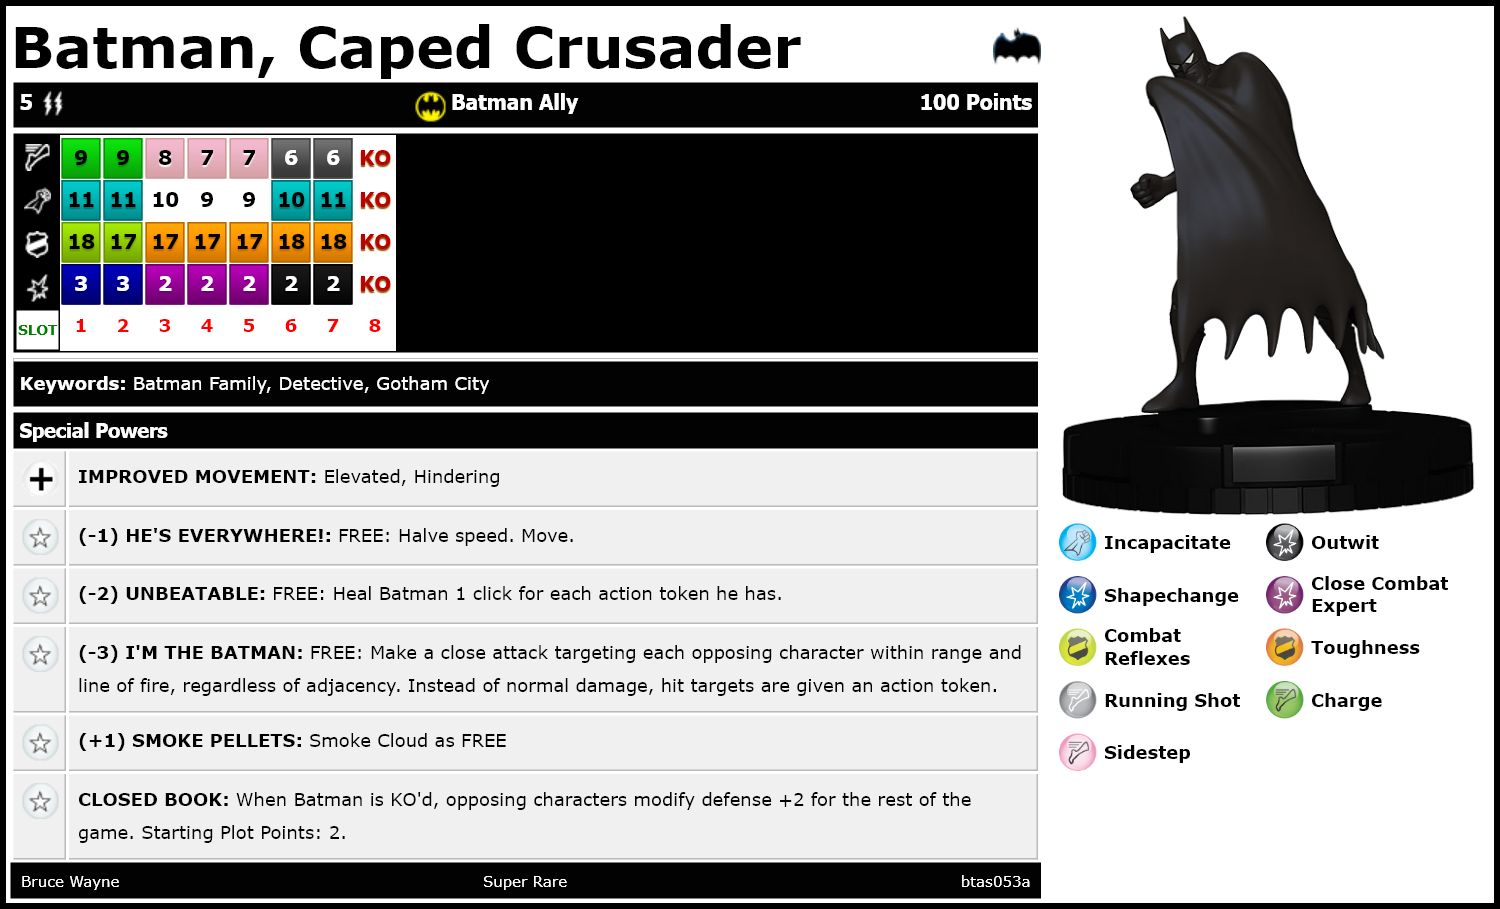 Batman, Caped Crusader
5 Batman Ally 100 Points
9 9 8 7 7 6 6 KO
11 11 10 9 9 10 11 KO
18 17 17 17 17 18 18 KO
3 3 2 2 2 2 2 KO
SLOT 1 2 3 4 5 6 7 8
Keywords: Batman Family, Detective, Gotham City
Special Powers
IMPROVED MOVEMENT: Elevated, Hindering
(-1) HE'S EVERYWHERE!: FREE: Halve speed. Move.
(-2) UNBEATABLE: FREE: Heal Batman 1 click for each action token he has.
(-3) I'M THE BATMAN: FREE: Make a close attack targeting each opposing character within range and
line of fire, regardless of adjacency. Instead of normal damage, hit targets are given an action token.
(+1) SMOKE PELLETS: Smoke Cloud as FREE
CLOSED BOOK: When Batman is KO'd, opposing characters modify defense +2 for the rest of the
game. Starting Plot Points: 2.
Bruce Wayne Super Rare btas053a
Incapacitate Outwit
Shapechange Close Combat
Expert
Combat
Reflexes Toughness
Running Shot Charge
Sidestep